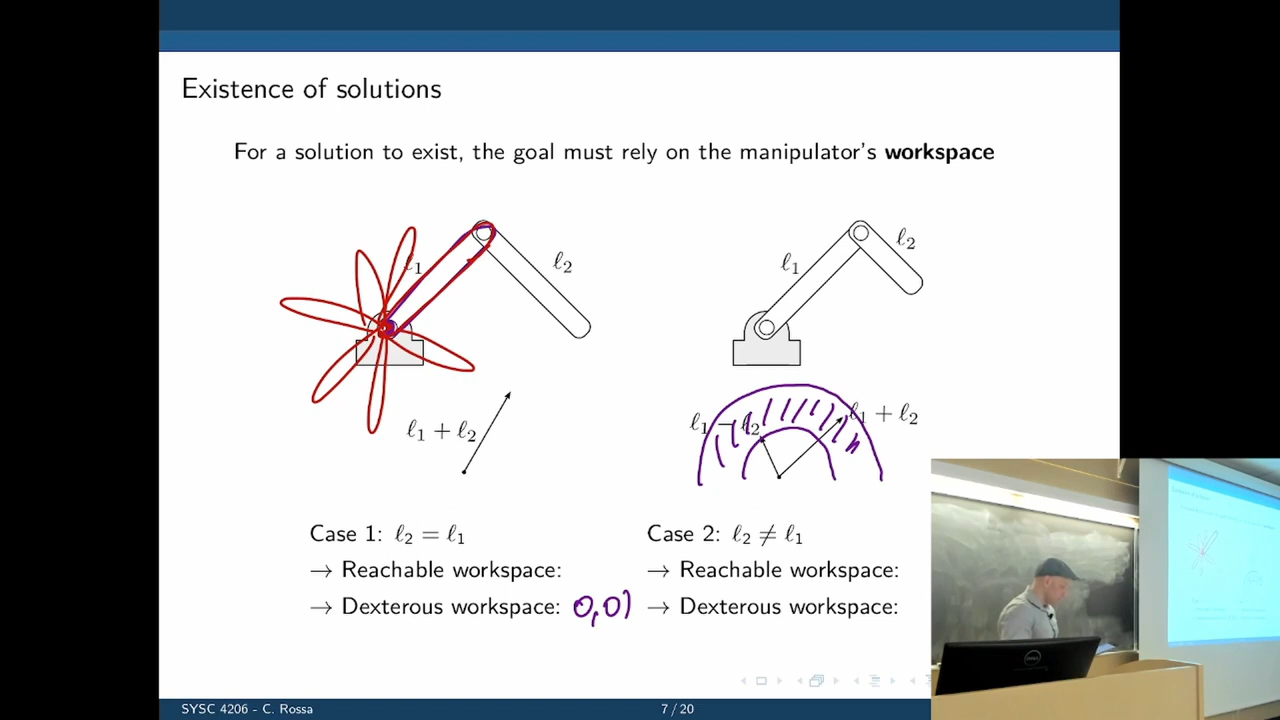 Existence of solutions
For a solution to exist, the goal must rely on the manipulator's workspace
ℓ1
ℓ2
ℓ1
ℓ2
ℓ1 + ℓ2
ℓ1 − ℓ2
ℓ1 + ℓ2
Case 1: ℓ2 = ℓ1
→ Reachable workspace:
→ Dexterous workspace: 0,0)
Case 2: ℓ2 ≠ ℓ1
→ Reachable workspace:
→ Dexterous workspace:
SYSC 4206 - C. Rossa
7 / 20
DELL